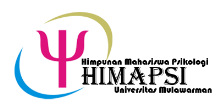 Himpunan Mahasiswa Psikologi
HIMAPSI
Universitas Mulawarman